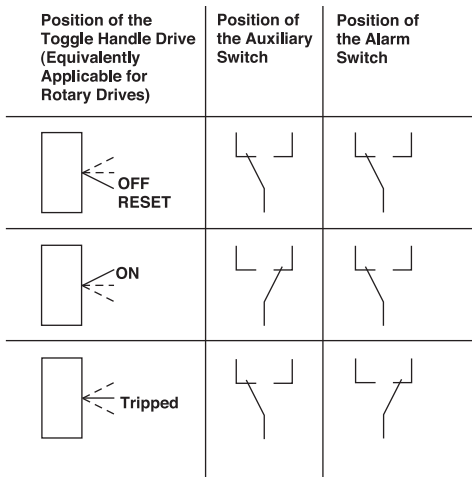 Position of the
Toggle Handle Drive
(Equivalently
Applicable for
Rotary Drives)
Position of
the Auxiliary
Switch
Position of
the Alarm
Switch
OFF
RESET
ON
Tripped